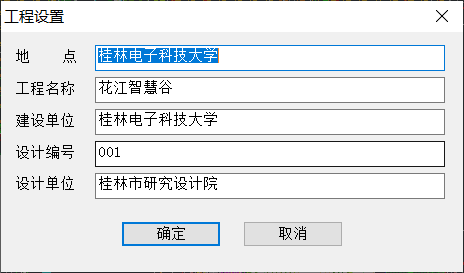 工程设置
地 点 桂林电子科技大学
工程名称 花江智慧谷
建设单位 桂林电子科技大学
设计编号 001
设计单位 桂林市研究设计院
确定 取消